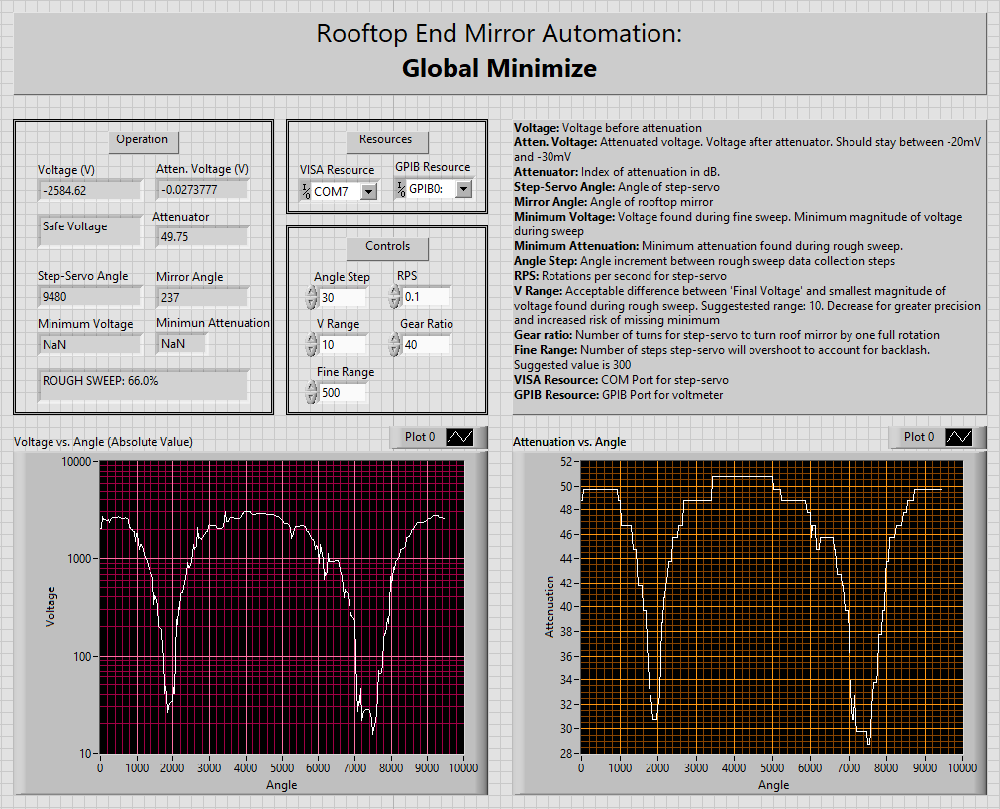 Rooftop End Mirror Automation:
Global Minimize
Operation
Voltage (V)
Atten. Voltage (V)
-2584.62
-0.0273777
Safe Voltage
Attenuator
49.75
Step-Servo Angle
Mirror Angle
9480
237
Minimum Voltage
Minimun Attenuation
NaN
NaN
ROUGH SWEEP: 66.0%
Resources
VISA Resource
GPIB Resource
COM7
GPIB0:
Controls
Angle Step
RPS
30
0.1
V Range
Gear Ratio
10
40
Fine Range
500
Voltage: Voltage before attenuation
Atten. Voltage: Attenuated voltage. Voltage after attenuator. Should stay between -20mV
and -30mV
Attenuator: Index of attenuation in dB.
Step-Servo Angle: Angle of step-servo
Mirror Angle: Angle of rooftop mirror
Minimum Voltage: Voltage found during fine sweep. Minimum magnitude of voltage
during sweep
Minimum Attenuation: Minimum attenuation found during rough sweep.
Angle Step: Angle increment between rough sweep data collection steps
RPS: Rotations per second for step-servo
V Range: Acceptable difference between 'Final Voltage' and smallest magnitude of
voltage found during rough sweep. Suggestested range: 10. Decrease for greater precision
and increased risk of missing minimum
Gear ratio: Number of turns for step-servo to turn roof mirror by one full rotation
Fine Range: Number of steps step-servo will overshoot to account for backlash.
Suggested value is 300
VISA Resource: COM Port for step-servo
GPIB Resource: GPIB Port for voltmeter
Voltage vs. Angle (Absolute Value)
Plot 0
10000
1000
100
10
Voltage
0 1000 2000 3000 4000 5000 6000 7000 8000 9000 10000
Angle
Attenuation vs. Angle
Plot 0
52
50
48
46
44
42
40
38
36
34
32
30
28
Attenuation
0 1000 2000 3000 4000 5000 6000 7000 8000 9000 10000
Angle